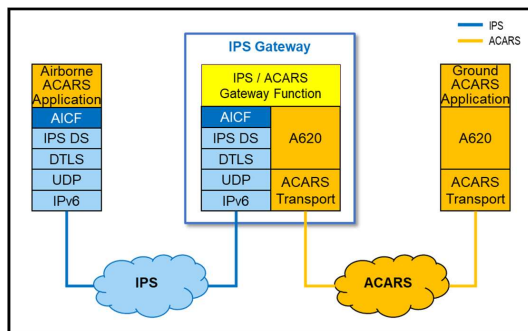 IPS Gateway
IPS
ACARS
Airborne
ACARS
Application
AICF
IPS DS
DTLS
UDP
IPv6
IPS / ACARS
Gateway Function
AICF
IPS DS
DTLS
UDP
IPv6
A620
ACARS
Transport
Ground
ACARS
Application
A620
ACARS
Transport
IPS
ACARS